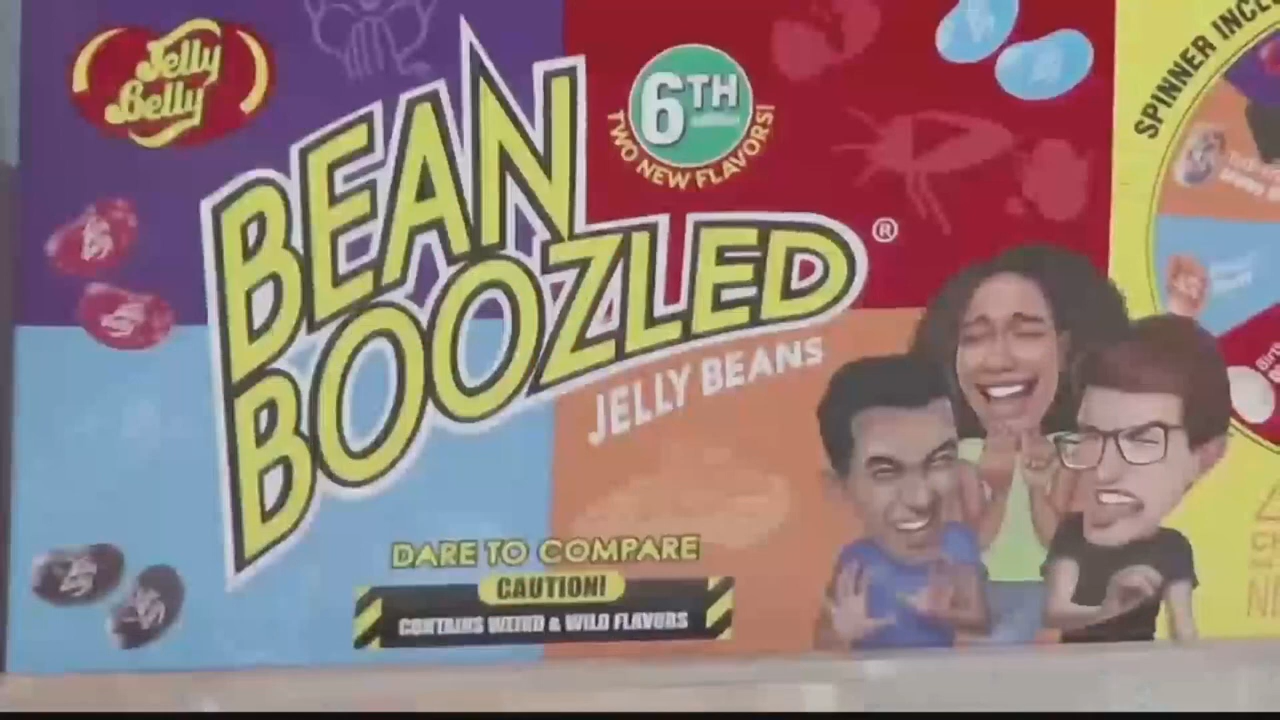 Jelly
Belly
BEAN
BOOZLED®
JELLY BEANS
6TH
TWO NEW FLAVORS!
DARE TO COMPARE
CAUTION!
CONTAINS WEIRD & WILD FLAVORS
SPINNER